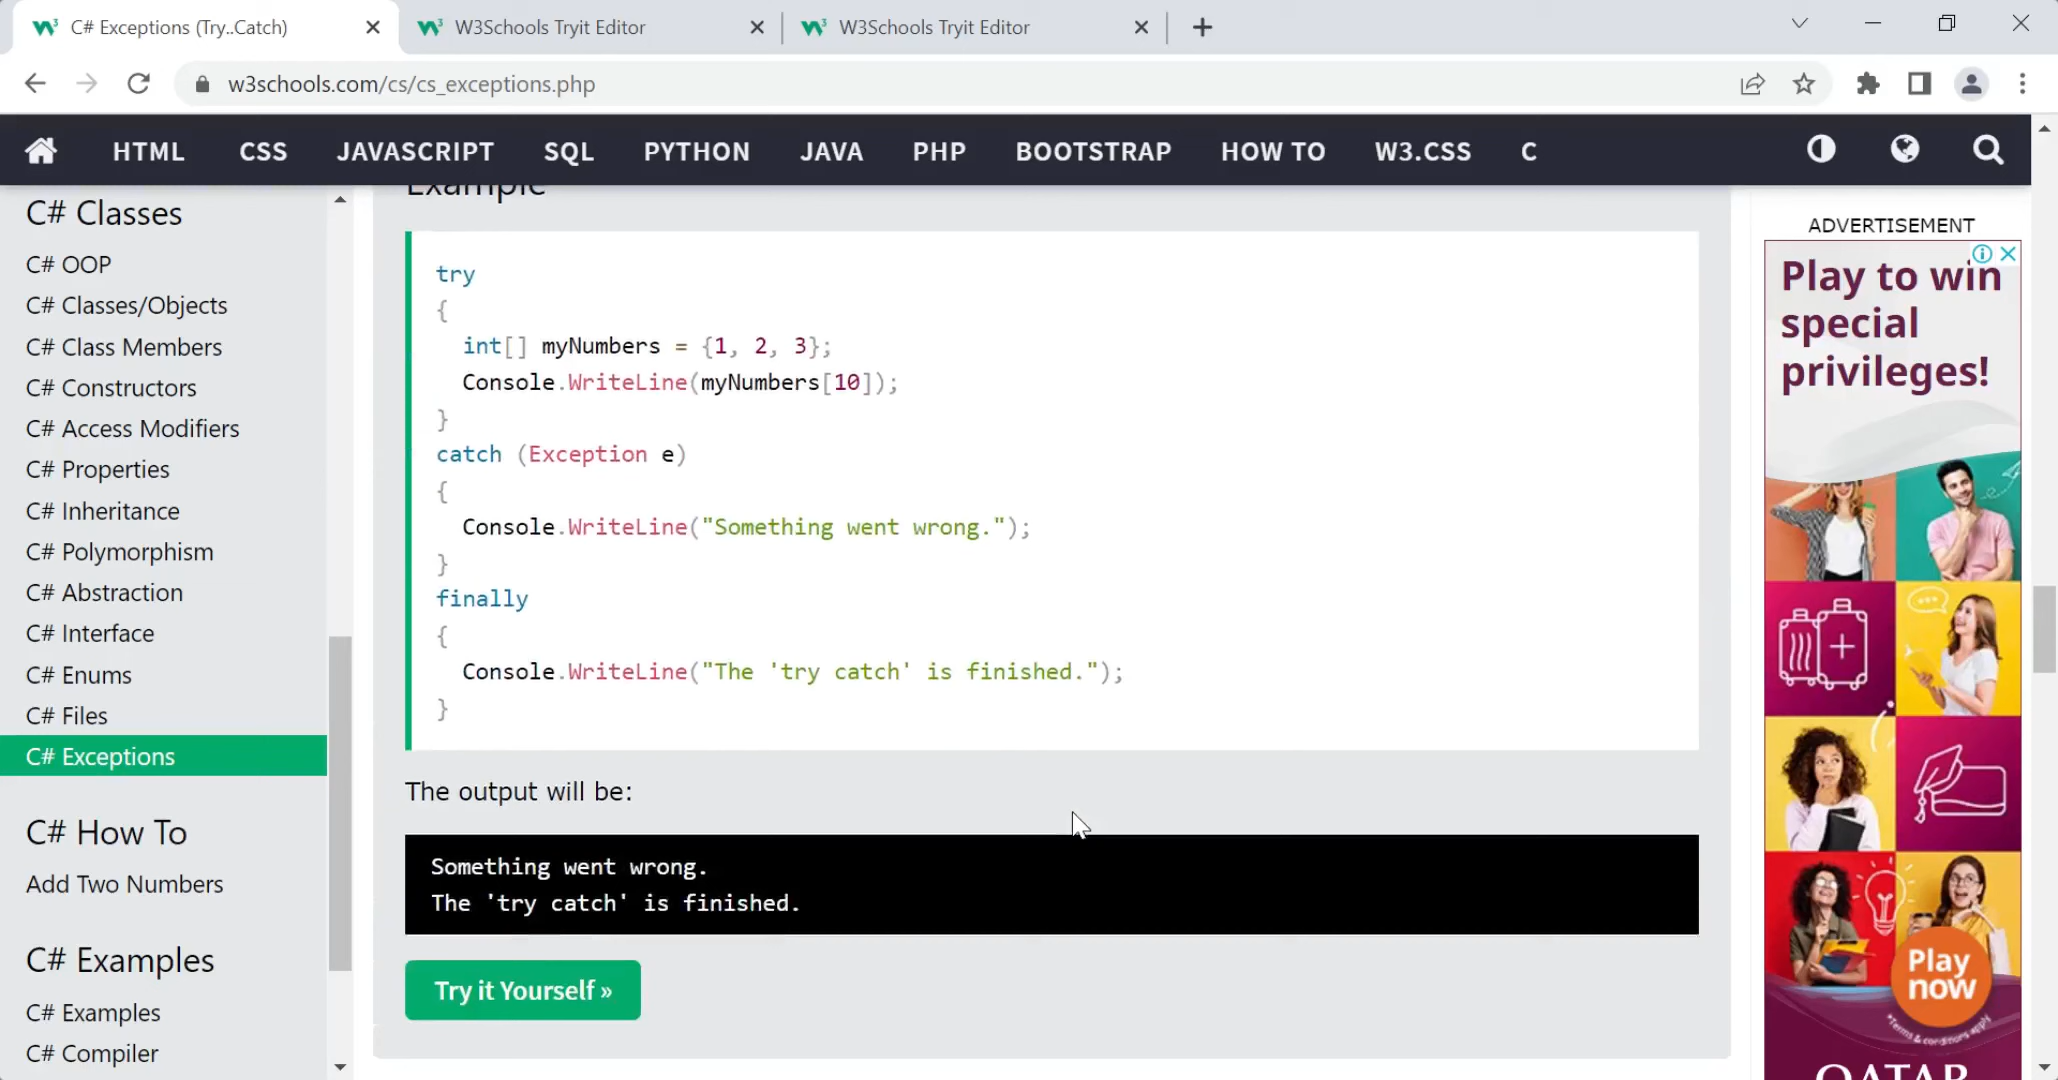 C# Exceptions (Try..Catch)
W3Schools Tryit Editor
W3Schools Tryit Editor
w3schools.com/cs/cs_exceptions.php
HTML
CSS
JAVASCRIPT
SQL
PYTHON
JAVA
PHP
BOOTSTRAP
HOW TO
W3.CSS
C
C# Classes
C# OOP
C# Classes/Objects
C# Class Members
C# Constructors
C# Access Modifiers
C# Properties
C# Inheritance
C# Polymorphism
C# Abstraction
C# Interface
C# Enums
C# Files
C# Exceptions
C# How To
Add Two Numbers
C# Examples
C# Examples
C# Compiler
Example
try
{
int[] myNumbers = {1, 2, 3};
Console.WriteLine(myNumbers[10]);
}
catch (Exception e)
{
Console.WriteLine("Something went wrong.");
}
finally
{
Console.WriteLine("The 'try catch' is finished.");
}
The output will be:
Something went wrong.
The 'try catch' is finished.
Try it Yourself »
ADVERTISEMENT
Play to win
special
privileges!
Play
now
*Terms & conditions apply
QATAR